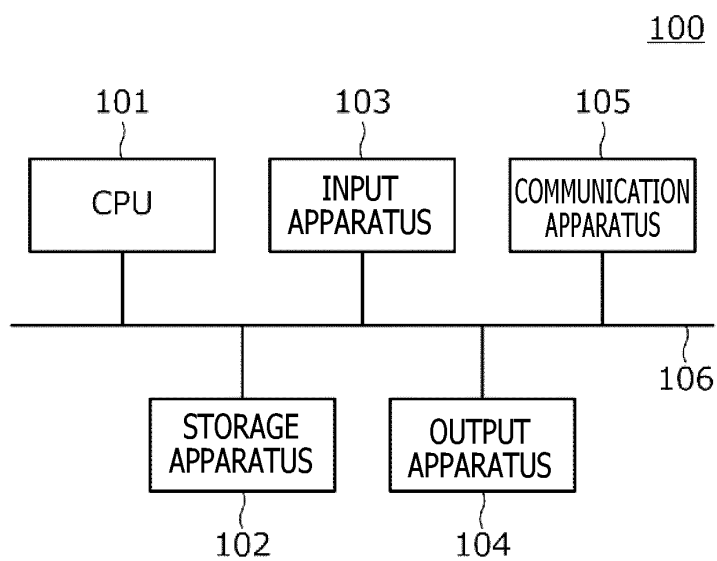 100
101
103
105
CPU
INPUT
APPARATUS
COMMUNICATION
APPARATUS
106
STORAGE
APPARATUS
OUTPUT
APPARATUS
102
104